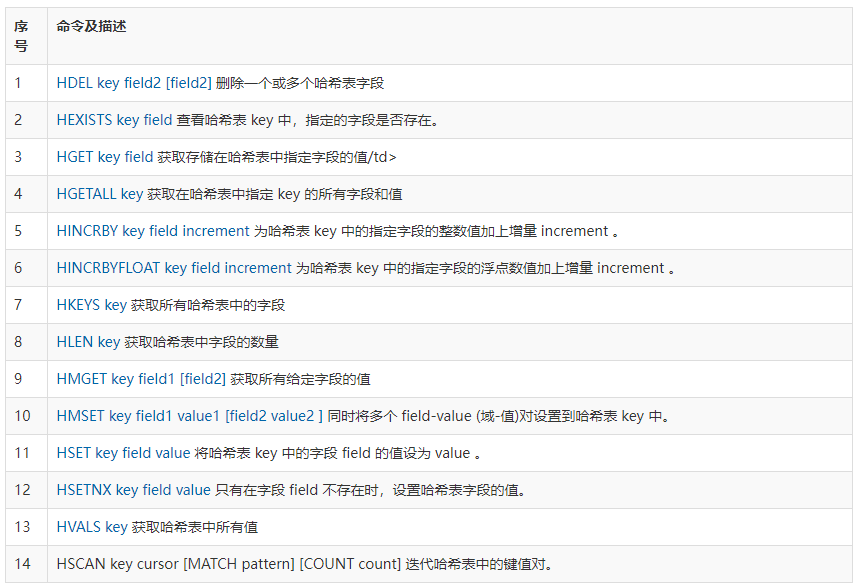 序号 命令及描述
1 HDEL key field2 [field2] 删除一个或多个哈希表字段
2 HEXISTS key field 查看哈希表 key 中，指定的字段是否存在。
3 HGET key field 获取存储在哈希表中指定字段的值/td>
4 HGETALL key 获取在哈希表中指定 key 的所有字段和值
5 HINCRBY key field increment 为哈希表 key 中的指定字段的整数值加上增量 increment 。
6 HINCRBYFLOAT key field increment 为哈希表 key 中的指定字段的浮点数值加上增量 increment 。
7 HKEYS key 获取所有哈希表中的字段
8 HLEN key 获取哈希表中字段的数量
9 HMGET key field1 [field2] 获取所有给定字段的值
10 HMSET key field1 value1 [field2 value2 ] 同时将多个 field-value (域-值)对设置到哈希表 key 中。
11 HSET key field value 将哈希表 key 中的字段 field 的值设为 value 。
12 HSETNX key field value 只有在字段 field 不存在时，设置哈希表字段的值。
13 HVALS key 获取哈希表中所有值
14 HSCAN key cursor [MATCH pattern] [COUNT count] 迭代哈希表中的键值对。